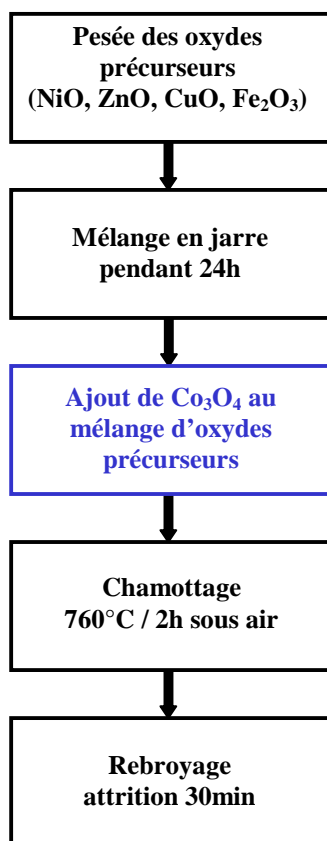 Pesée des oxydes
précurseurs
(NiO, ZnO, CuO, Fe₂O₃)
Mélange en jarre
pendant 24h
Ajout de Co₃O₄ au
mélange d’oxydes
précurseurs
Chamottage
760°C / 2h sous air
Rebroyage
attrition 30min